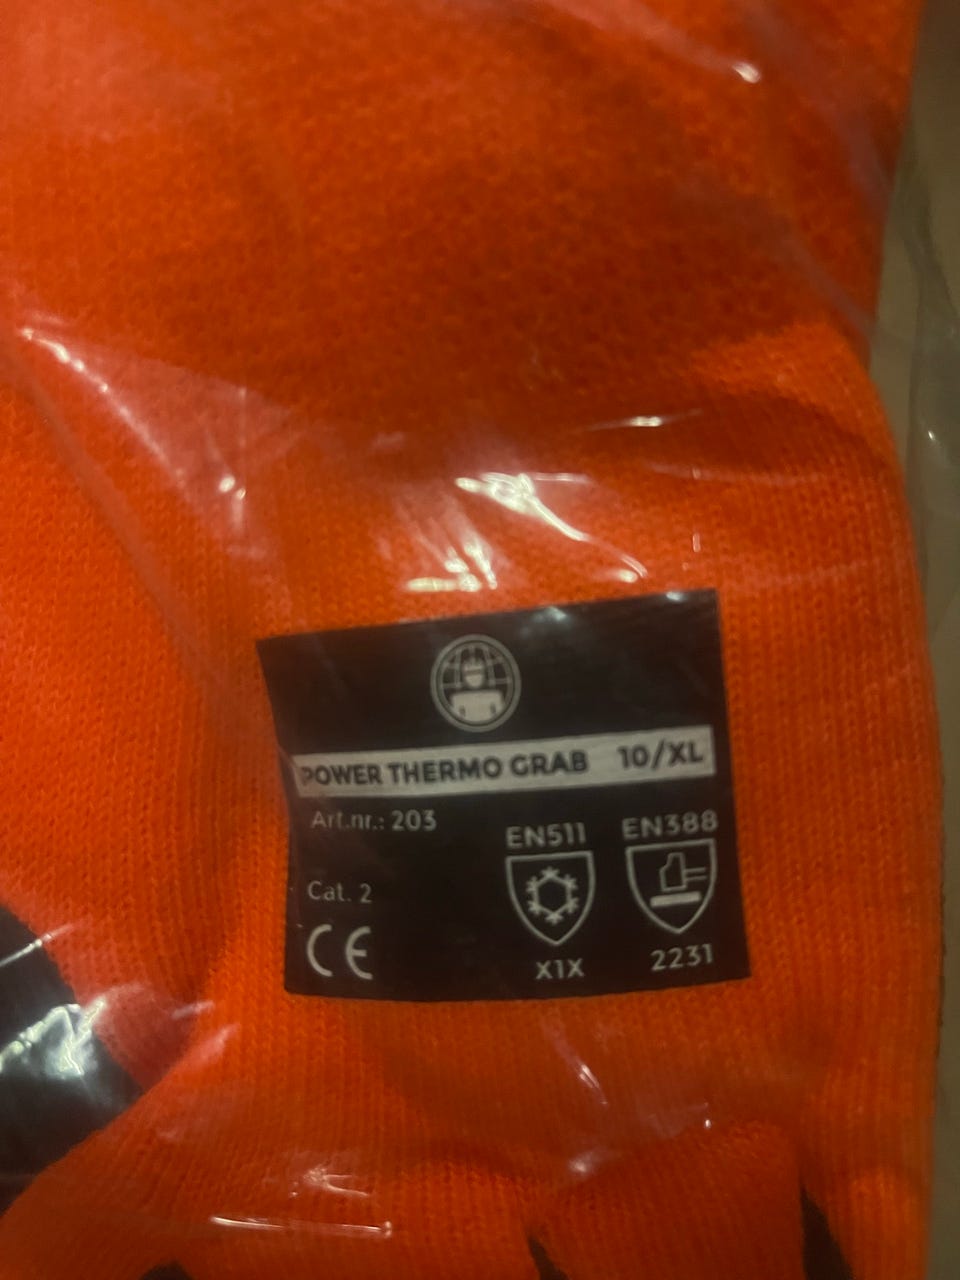 POWER THERMO GRAB 10/XL
Art.nr.: 203
EN511 EN388
Cat. 2
CE
X1X 2231